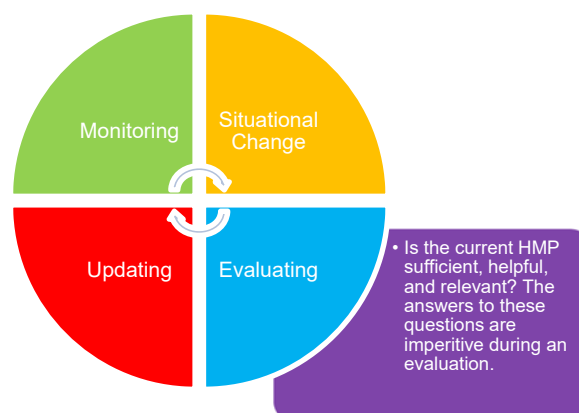 Monitoring
Situational
Change
Updating
Evaluating
• Is the current HMP
sufficient, helpful,
and relevant? The
answers to these
questions are
imperitive during an
evaluation.